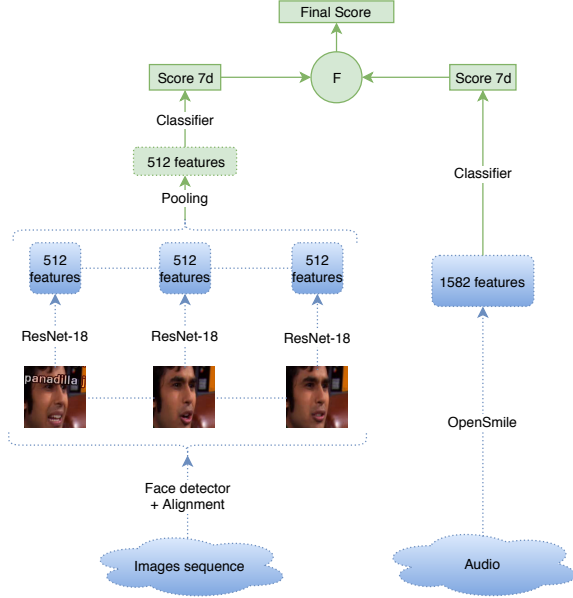 Final Score
Score 7d
F
Score 7d
Classifier
512 features
Classifier
Pooling
512
features
512
features
512
features
1582 features
ResNet-18
ResNet-18
ResNet-18
panadilla j
OpenSmile
Face detector
+ Alignment
Images sequence
Audio